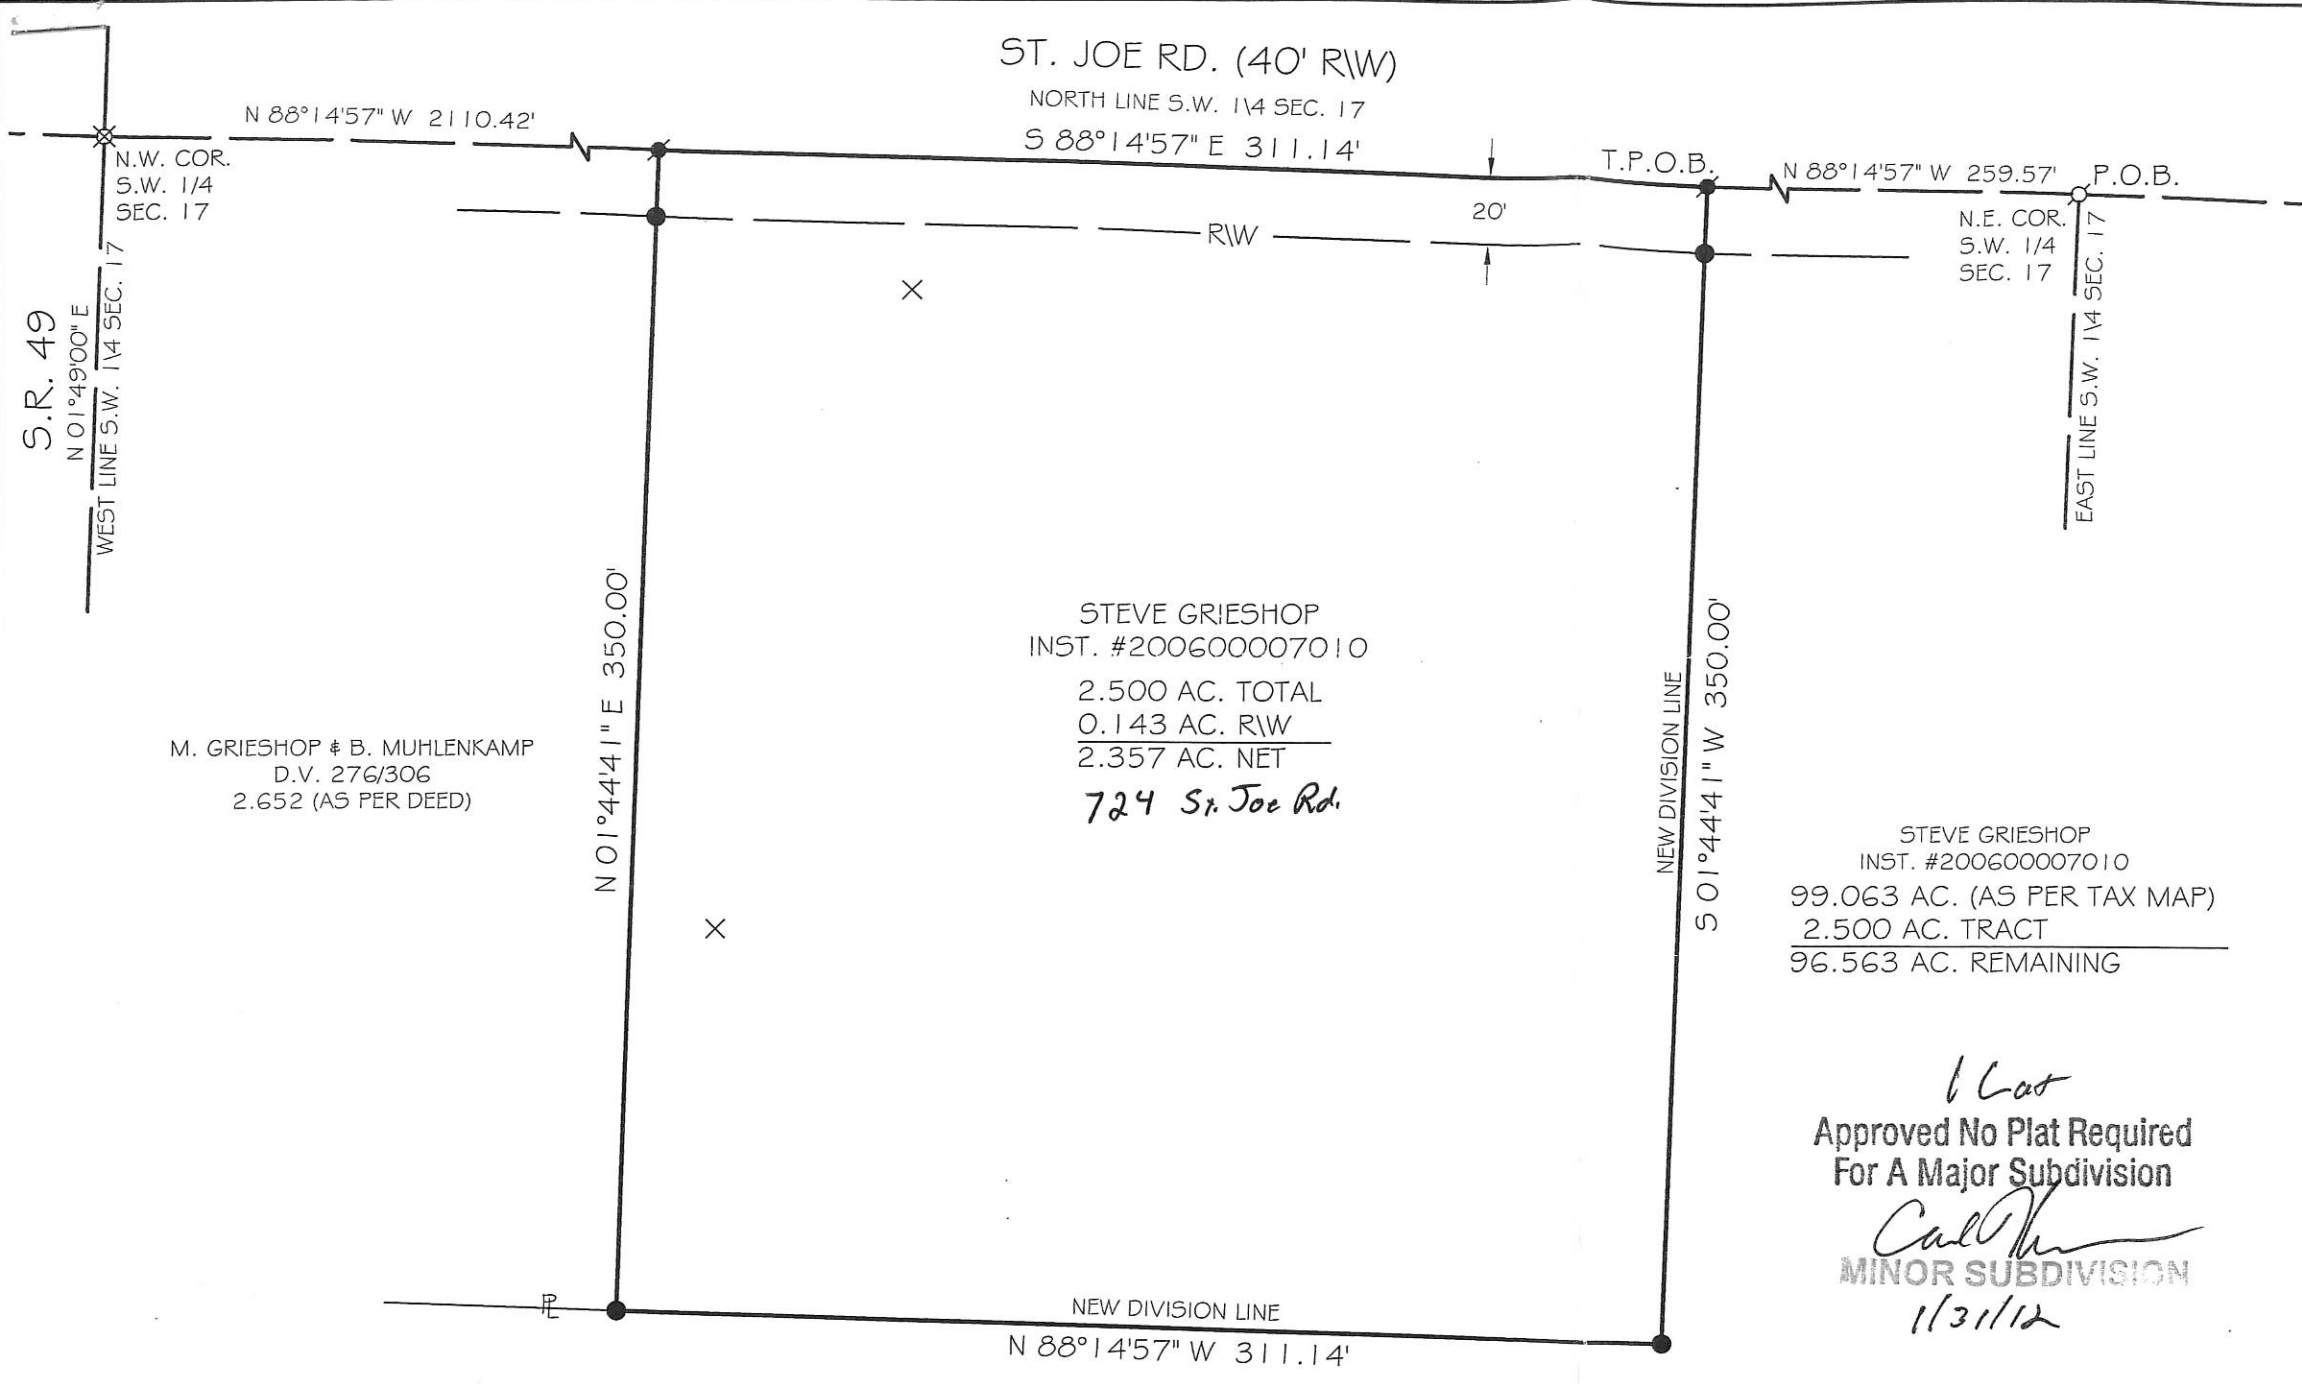 ST. JOE RD. (40' R\W)
NORTH LINE S.W. 1\4 SEC. 17
S 88°14'57" E 311.14'
N 88°14'57" W 2110.42'
N.W. COR.
S.W. 1/4
SEC. 17
T.P.O.B.
N 88°14'57" W 259.57'
P.O.B.
N.E. COR.
S.W. 1/4
SEC. 17
20'
R\W
S.R. 49
N 01°49'00" E
WEST LINE S.W. 1\4 SEC. 17
EAST LINE S.W. 1\4 SEC. 17
N 01°44'41" E 350.00'
STEVE GRIESHOP
INST. #200600007010
2.500 AC. TOTAL
0.143 AC. R\W
2.357 AC. NET
724 St. Joe Rd.
M. GRIESHOP & B. MUHLENKAMP
D.V. 276/306
2.652 (AS PER DEED)
NEW DIVISION LINE
S 01°44'41" W 350.00'
STEVE GRIESHOP
INST. #200600007010
99.063 AC. (AS PER TAX MAP)
2.500 AC. TRACT
96.563 AC. REMAINING
1 Lot
Approved No Plat Required
For A Major Subdivision
MINOR SUBDIVISION
1/31/12
PL
NEW DIVISION LINE
N 88°14'57" W 311.14'